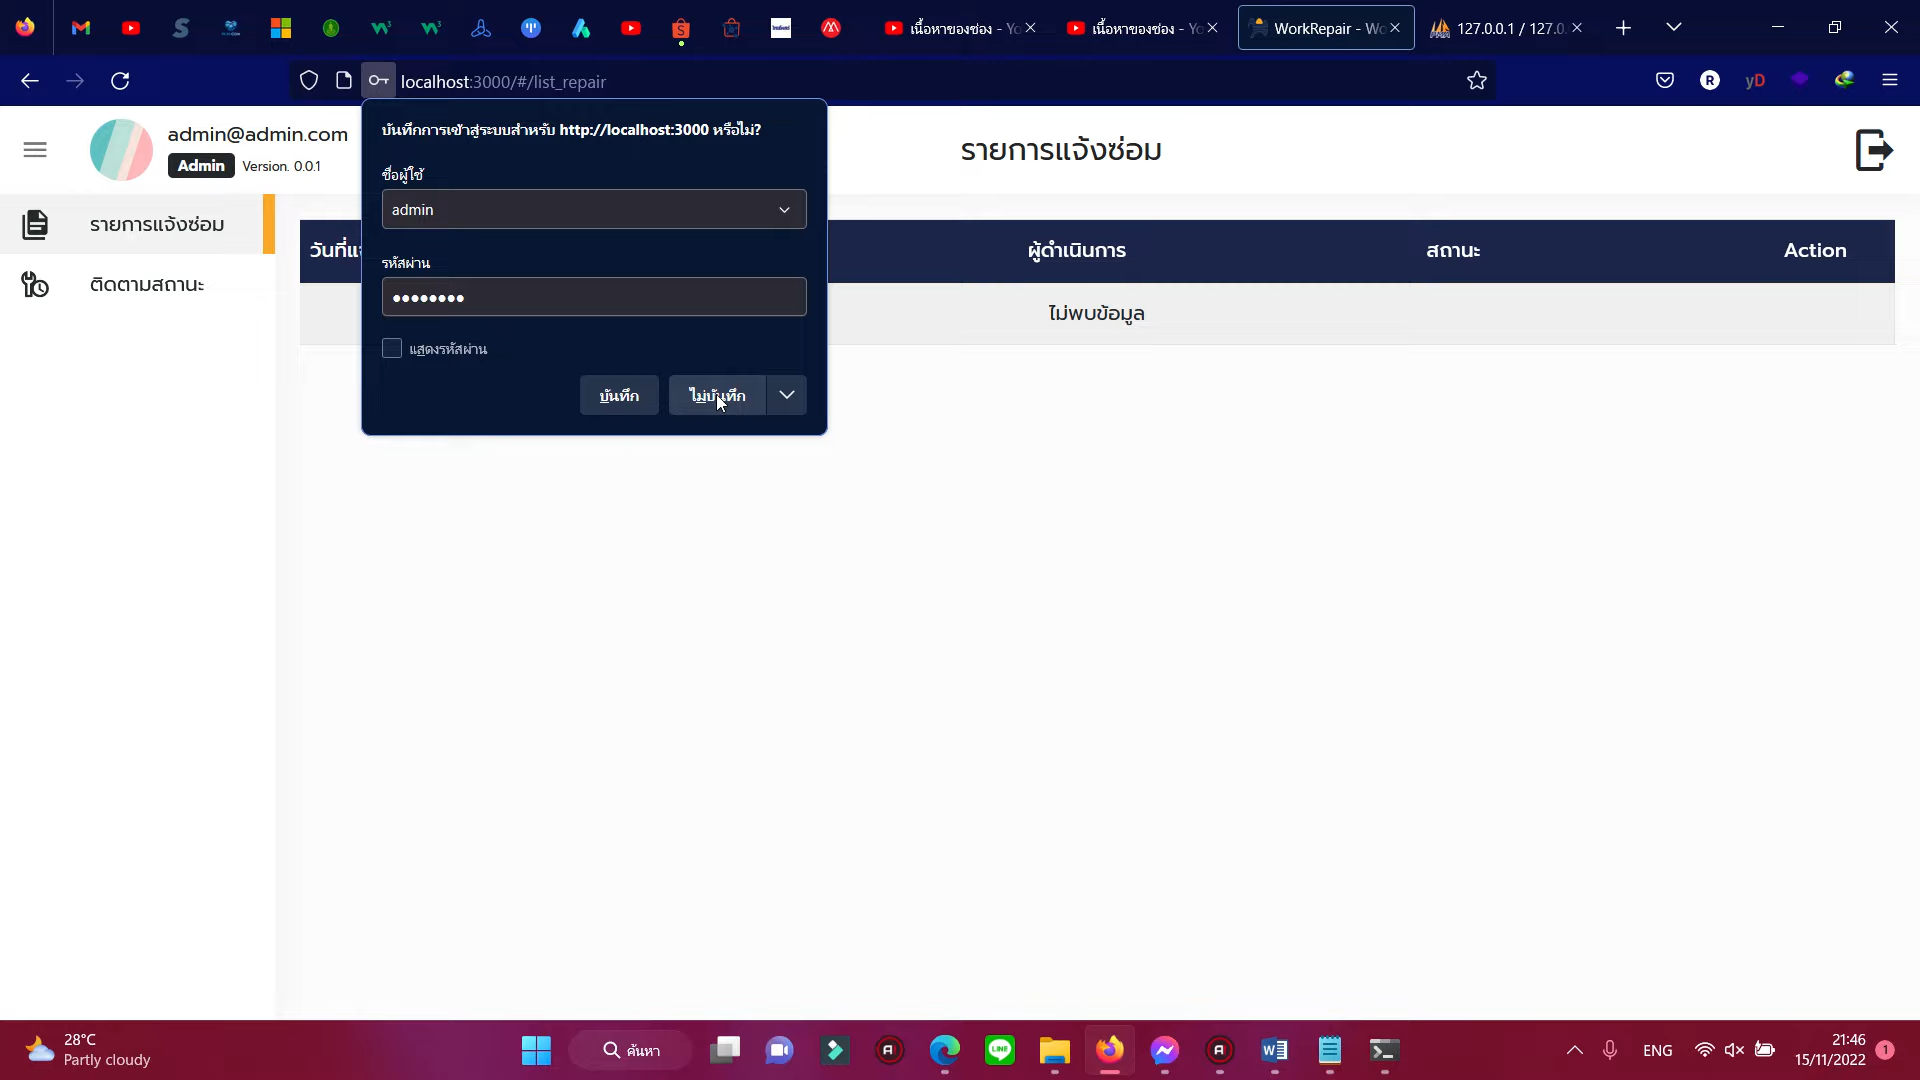 เนื้อหาของช่อง - Yo
เนื้อหาของช่อง - Yo
WorkRepair - Wo
127.0.0.1 / 127.0.
localhost:3000/#/list_repair
yD
admin@admin.com
Admin Version. 0.0.1
รายการแจ้งซ่อม
ติดตามสถานะ
บันทึกการเข้าสู่ระบบสำหรับ http://localhost:3000 หรือไม่?
ชื่อผู้ใช้
admin
รหัสผ่าน
แสดงรหัสผ่าน
บันทึก
ไม่บันทึก
รายการแจ้งซ่อม
วันที่แ
ผู้ดำเนินการ
สถานะ
Action
ไม่พบข้อมูล
28°C
Partly cloudy
ค้นหา
LINE
ENG
21:46
15/11/2022
1